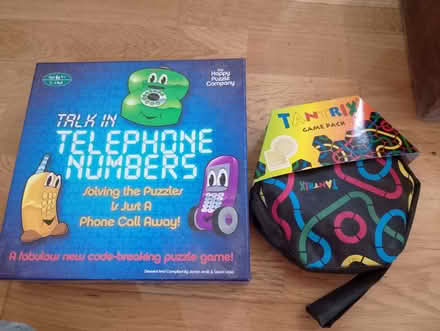 The
Happy Puzzle
Company
TALK IN
TELEPHONE
NUMBERS
Solving the Puzzles
Is Just A
Phone Call Away!
A fabulous new code-breaking puzzle game!
TANTRIX
GAME PACK
TANTRIX